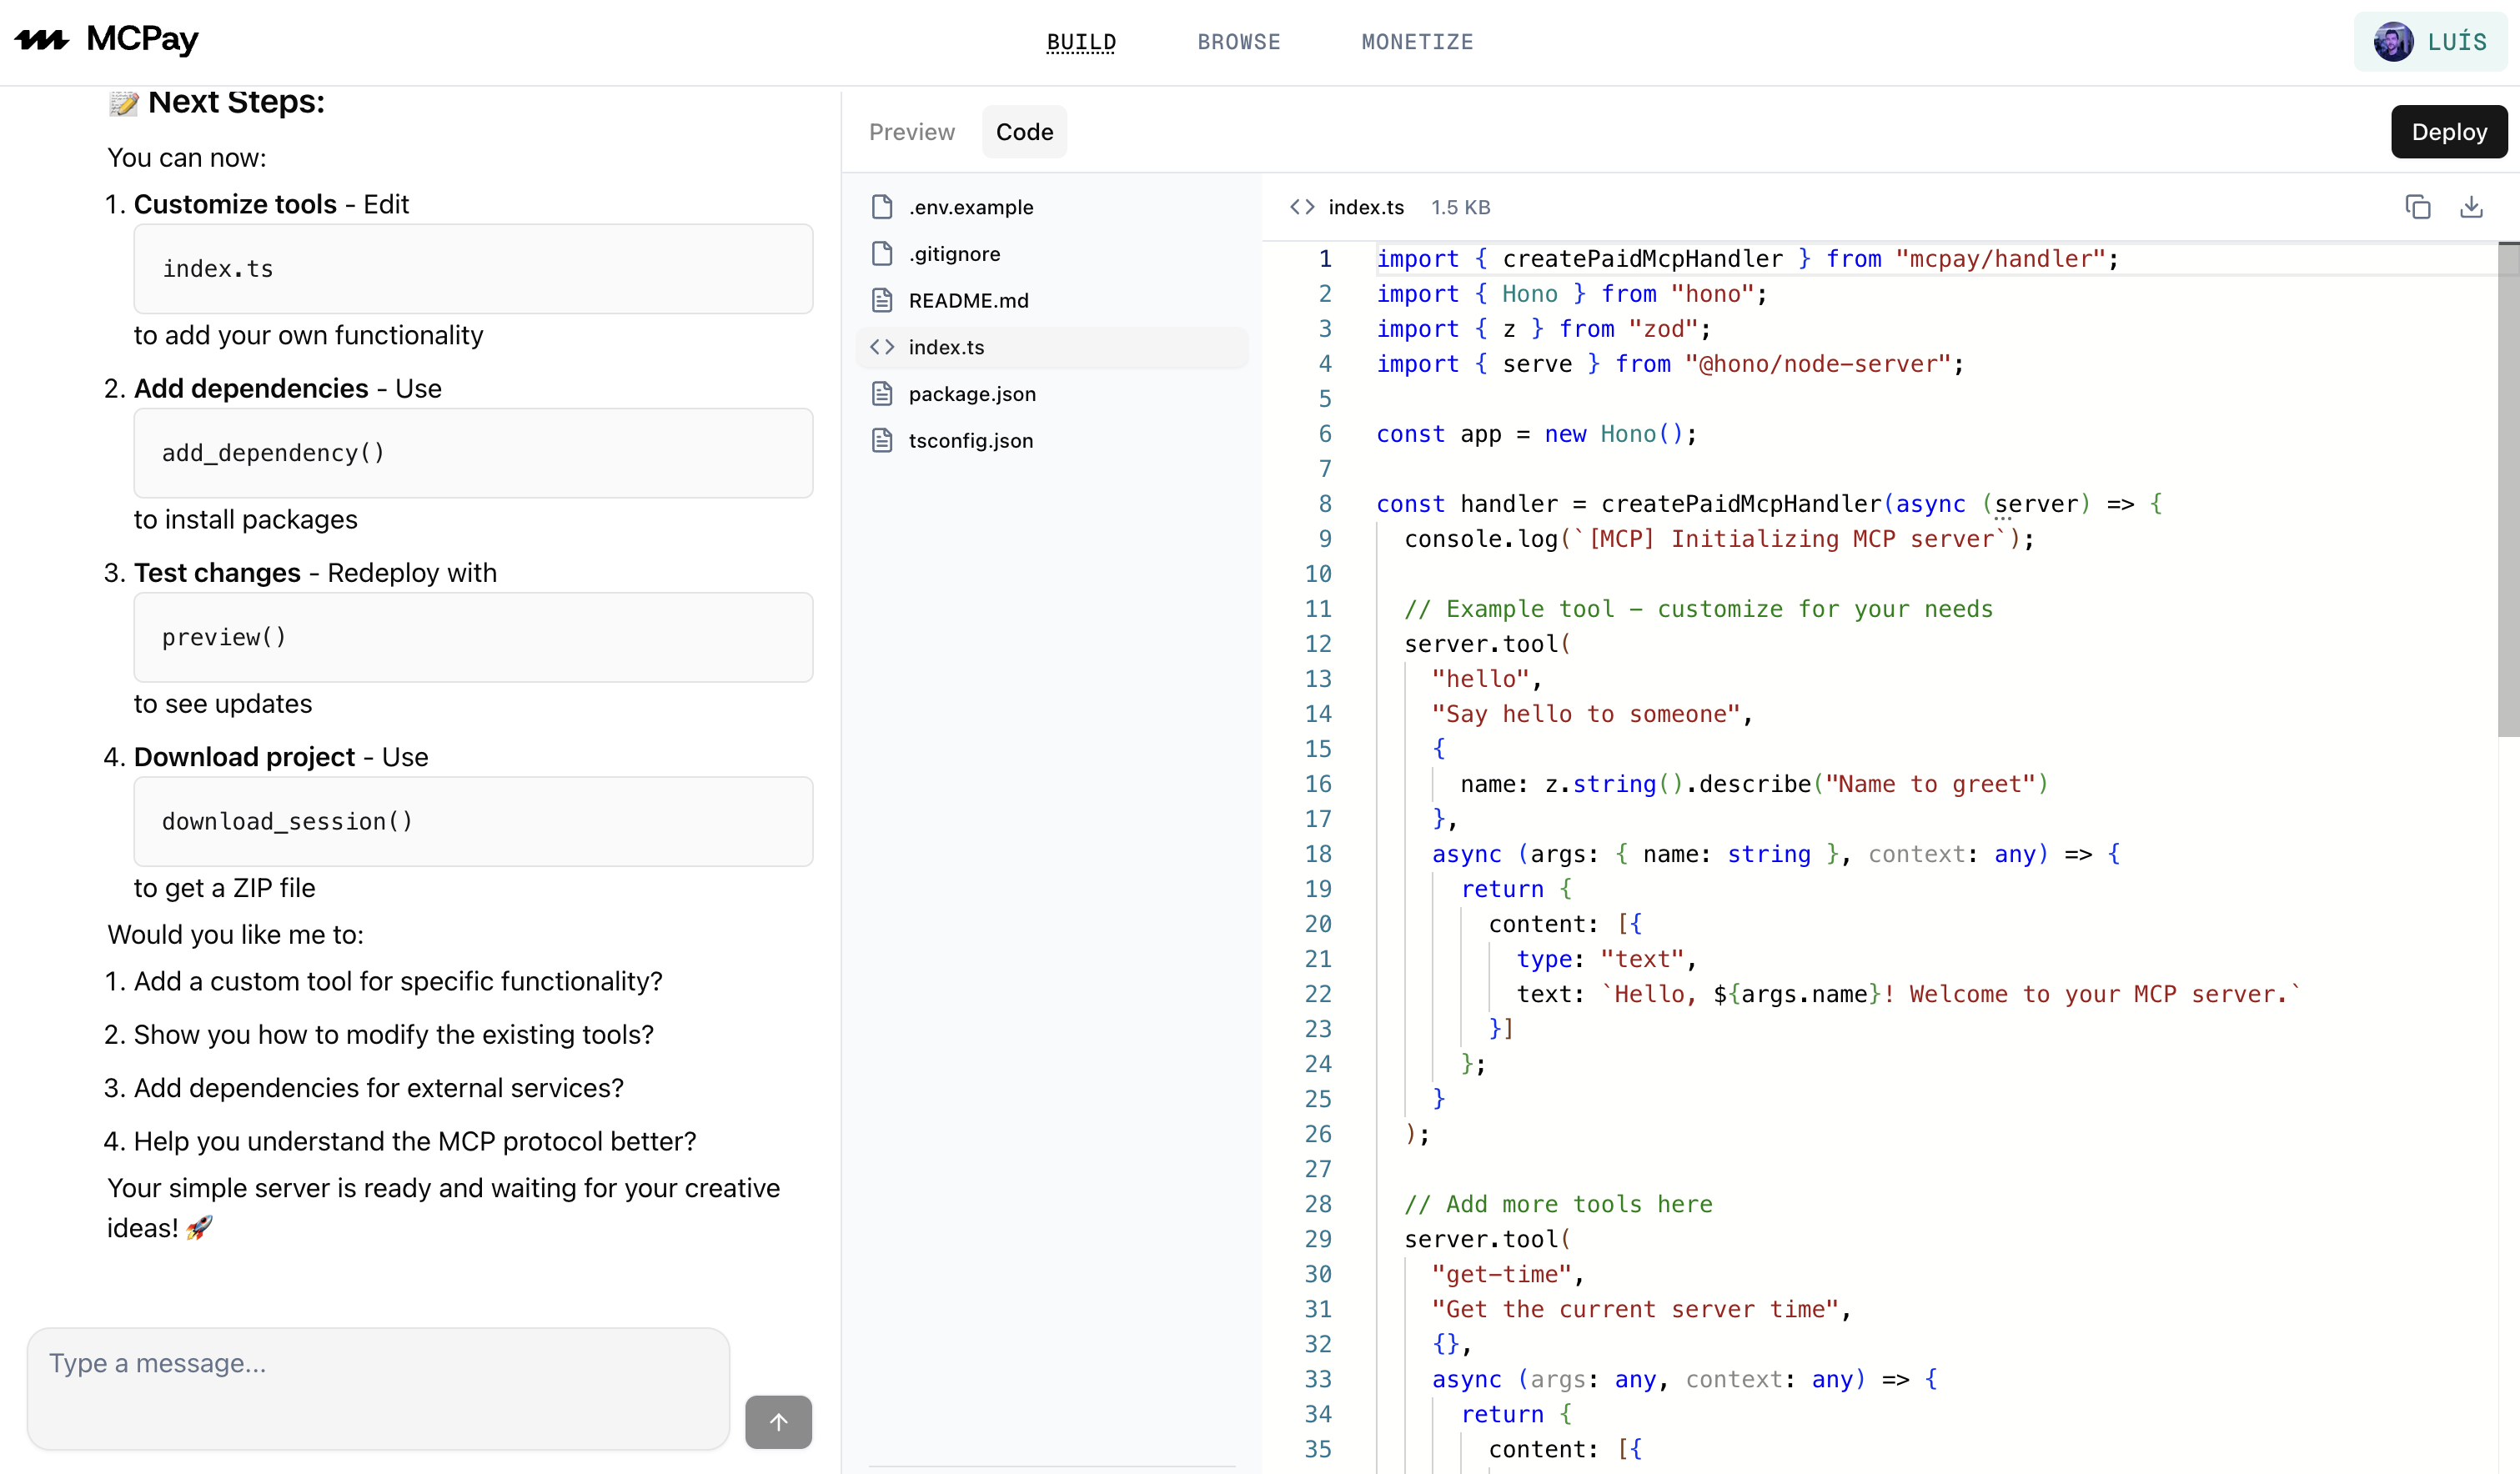 MCPay
BUILD
BROWSE
MONETIZE
LUÍS
📝 Next Steps:
You can now:
1. Customize tools - Edit
index.ts
to add your own functionality
2. Add dependencies - Use
add_dependency()
to install packages
3. Test changes - Redeploy with
preview()
to see updates
4. Download project - Use
download_session()
to get a ZIP file
Would you like me to:
1. Add a custom tool for specific functionality?
2. Show you how to modify the existing tools?
3. Add dependencies for external services?
4. Help you understand the MCP protocol better?
Your simple server is ready and waiting for your creative
ideas! 🚀
Type a message...
Preview
Code
Deploy
.env.example
.gitignore
README.md
index.ts
package.json
tsconfig.json
index.ts 1.5 KB
1 import { createPaidMcpHandler } from "mcpay/handler";
2 import { Hono } from "hono";
3 import { z } from "zod";
4 import { serve } from "@hono/node-server";
5
6 const app = new Hono();
7
8 const handler = createPaidMcpHandler(async (server) => {
9   console.log(`[MCP] Initializing MCP server`);
10
11   // Example tool - customize for your needs
12   server.tool(
13     "hello",
14     "Say hello to someone",
15     {
16       name: z.string().describe("Name to greet")
17     },
18     async (args: { name: string }, context: any) => {
19       return {
20         content: [{
21           type: "text",
22           text: `Hello, ${args.name}! Welcome to your MCP server.`
23         }]
24       };
25     }
26   );
27
28   // Add more tools here
29   server.tool(
30     "get-time",
31     "Get the current server time",
32     {},
33     async (args: any, context: any) => {
34       return {
35         content: [{